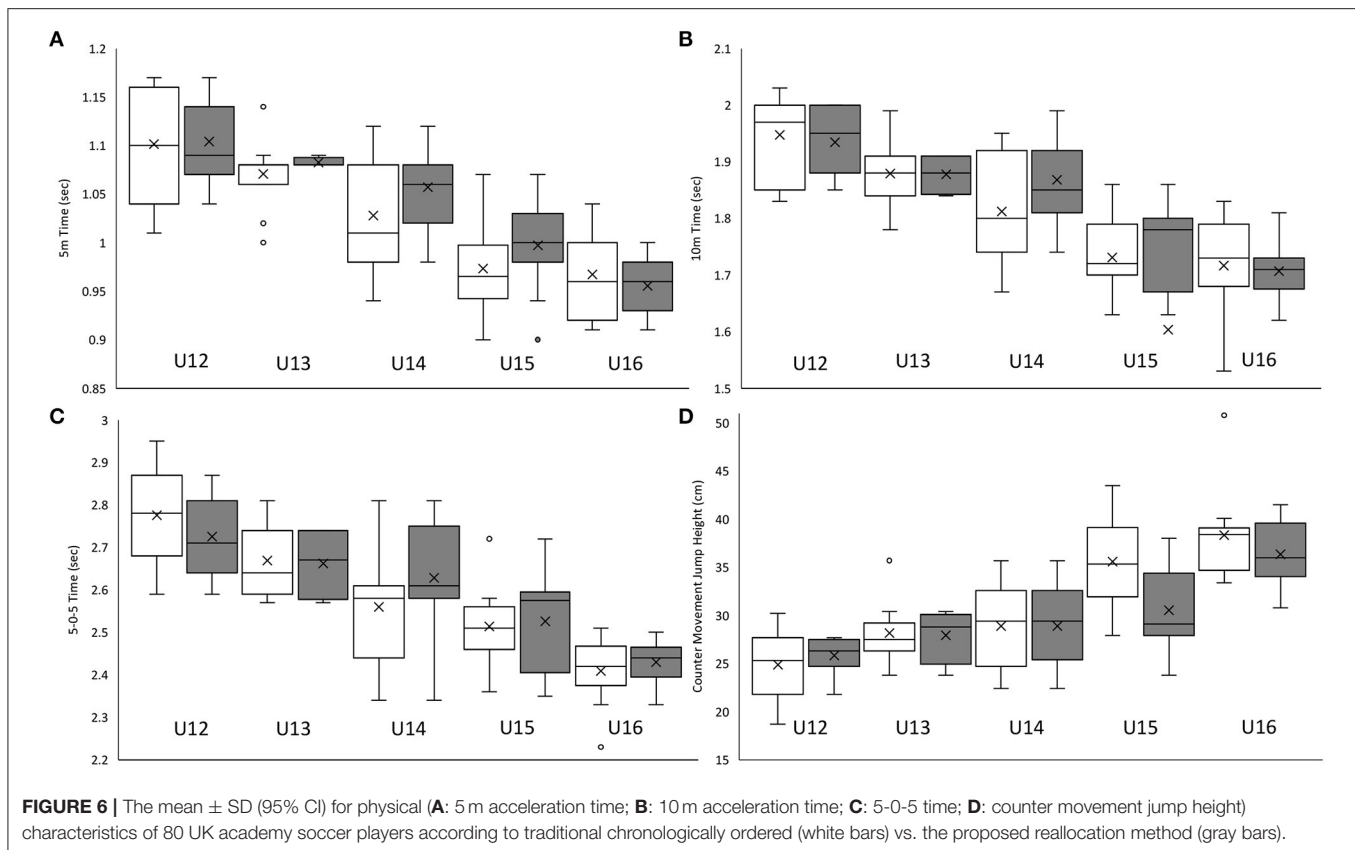 A
1.2
1.15
1.1
1.05
1
0.95
0.9
0.85
5m Time (sec)
U12
U13
U14
U15
U16
B
2.1
2
1.9
1.8
1.7
1.6
1.5
10m Time (sec)
U12
U13
U14
U15
U16
C
3
2.9
2.8
2.7
2.6
2.5
2.4
2.3
2.2
5-0-5 Time (sec)
U12
U13
U14
U15
U16
D
50
45
40
35
30
25
20
15
Counter Movement Jump Height (cm)
U12
U13
U14
U15
U16
FIGURE 6 | The mean ± SD (95% CI) for physical (A: 5 m acceleration time; B: 10 m acceleration time; C: 5-0-5 time; D: counter movement jump height)
characteristics of 80 UK academy soccer players according to traditional chronologically ordered (white bars) vs. the proposed reallocation method (gray bars).